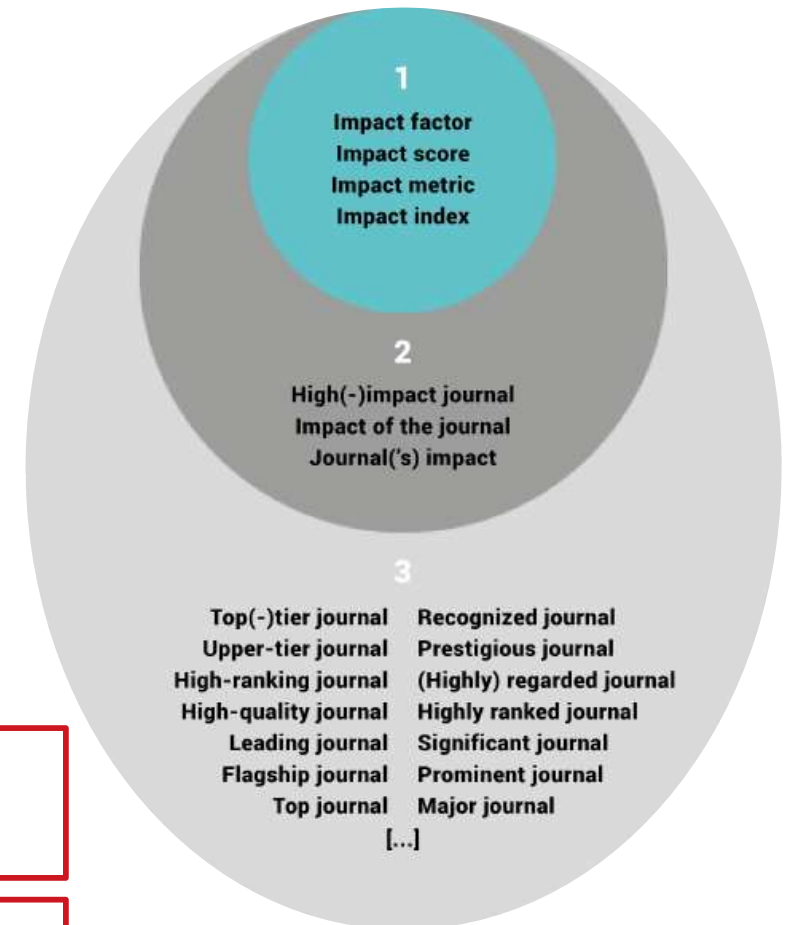 1
Impact factor
Impact score
Impact metric
Impact index
2
High(-)impact journal
Impact of the journal
Journal('s) impact
3
Top(-)tier journal Recognized journal
Upper-tier journal Prestigious journal
High-ranking journal (Highly) regarded journal
High-quality journal Highly ranked journal
Leading journal Significant journal
Flagship journal Prominent journal
Top journal Major journal
[...]